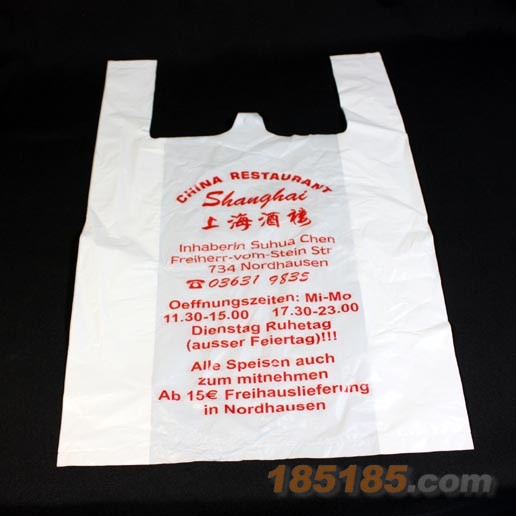 CHINA RESTAURANT
Shanghai
上海酒楼
Inhaberin Suhua Chen
Freiherr-vom-Stein Str
734 Nordhausen
☎03631 9835
Oeffnungszeiten: Mi-Mo
11.30-15.00 17.30-23.00
Dienstag Ruhetag
(ausser Feiertag)!!!
Alle Speisen auch
zum mitnehmen
Ab 15€ Freihauslieferung
in Nordhausen
185185.com